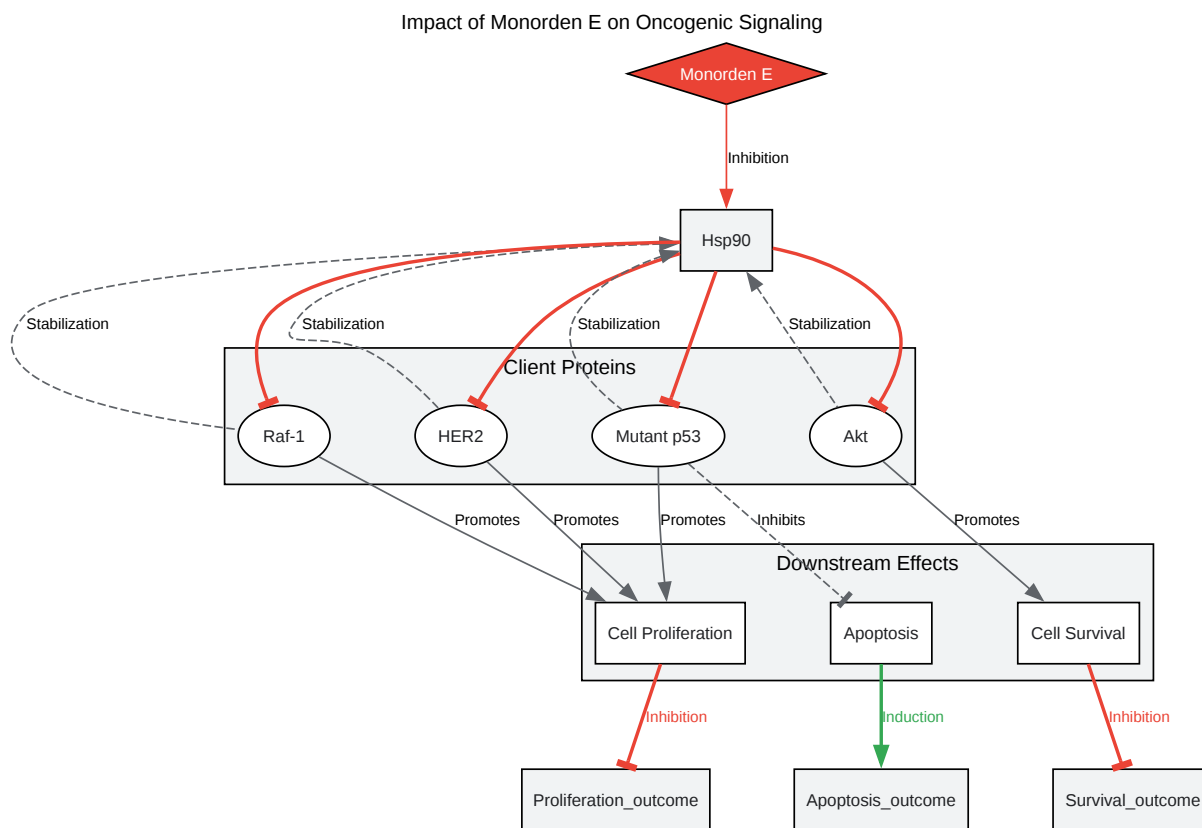 Impact of Monorden E on Oncogenic Signaling
Monorden E
Inhibition
Hsp90
Stabilization
Stabilization
Stabilization
Stabilization
Client Proteins
Raf-1
HER2
Mutant p53
Akt
Promotes
Promotes
Promotes
Inhibits
Promotes
Downstream Effects
Cell Proliferation
Apoptosis
Cell Survival
Inhibition
Induction
Inhibition
Proliferation_outcome
Apoptosis_outcome
Survival_outcome